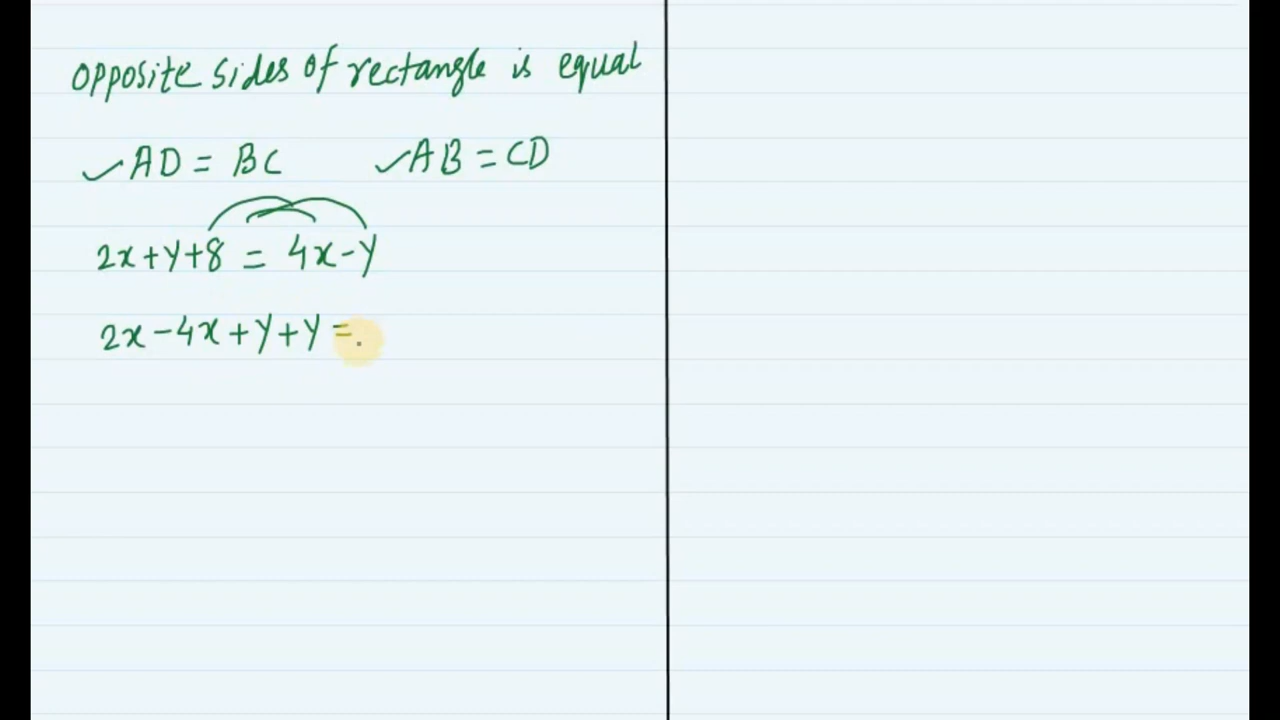 opposite sides of rectangle is equal
✓AD = BC ✓AB = CD
2x+y+8 = 4x-y
2x-4x+y+y =